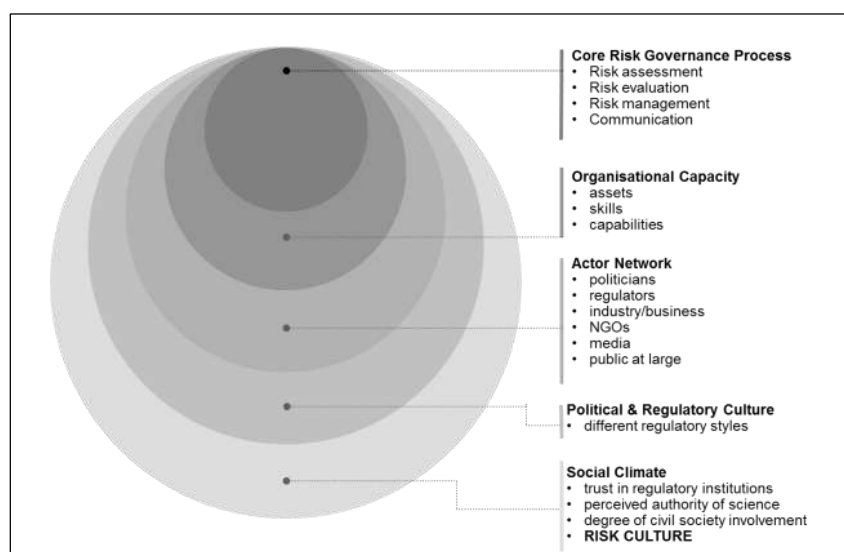 Core Risk Governance Process
• Risk assessment
• Risk evaluation
• Risk management
• Communication
Organisational Capacity
• assets
• skills
• capabilities
Actor Network
• politicians
• regulators
• industry/business
• NGOs
• media
• public at large
Political & Regulatory Culture
• different regulatory styles
Social Climate
• trust in regulatory institutions
• perceived authority of science
• degree of civil society involvement
• RISK CULTURE